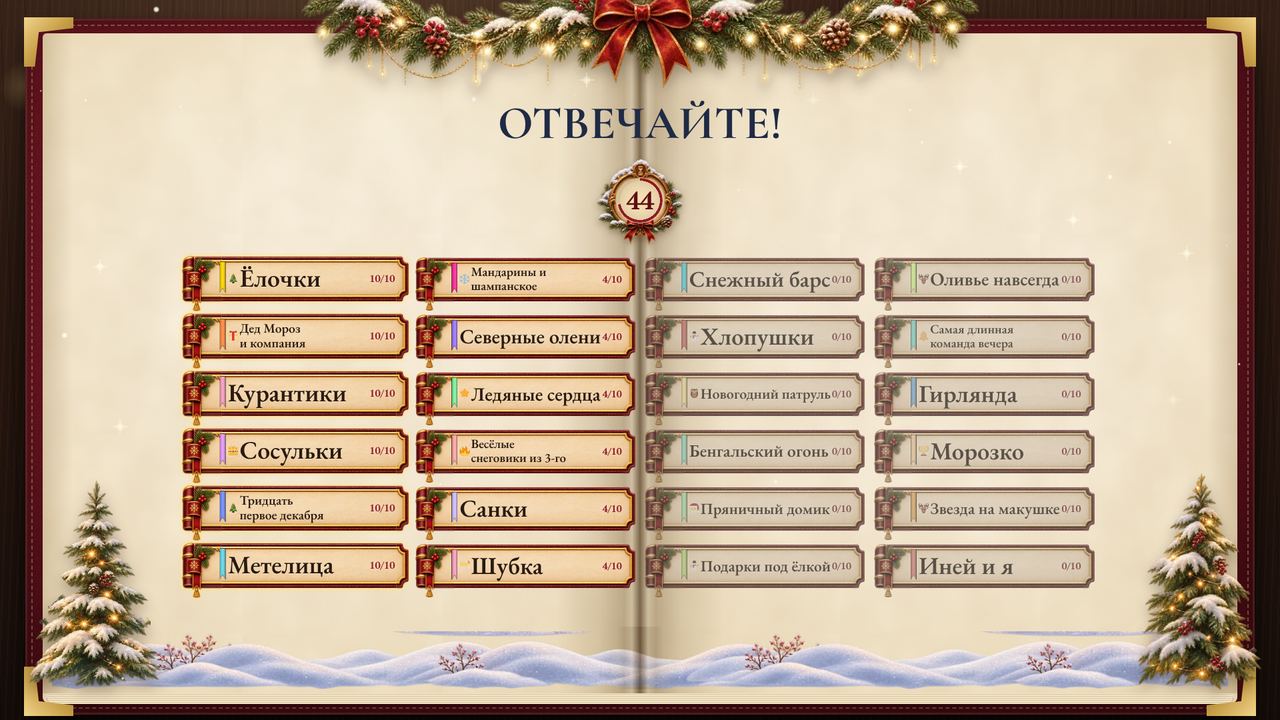 ОТВЕЧАЙТЕ!
44
Ёлочки 10/10
Мандарины и
шампанское 4/10
Снежный барс 0/10
Оливье навсегда 0/10
Дед Мороз
и компания 10/10
Северные олени 4/10
Хлопушки 0/10
Самая длинная
команда вечера 0/10
Курантики 10/10
Ледяные сердца 4/10
Новогодний патруль 0/10
Гирлянда 0/10
Сосульки 10/10
Весёлые
снеговики из 3-го 4/10
Бенгальский огонь 0/10
Морозко 0/10
Тридцать
первое декабря 10/10
Санки 4/10
Пряничный домик 0/10
Звезда на макушке 0/10
Метелица 10/10
Шубка 4/10
Подарки под ёлкой 0/10
Иней и я 0/10